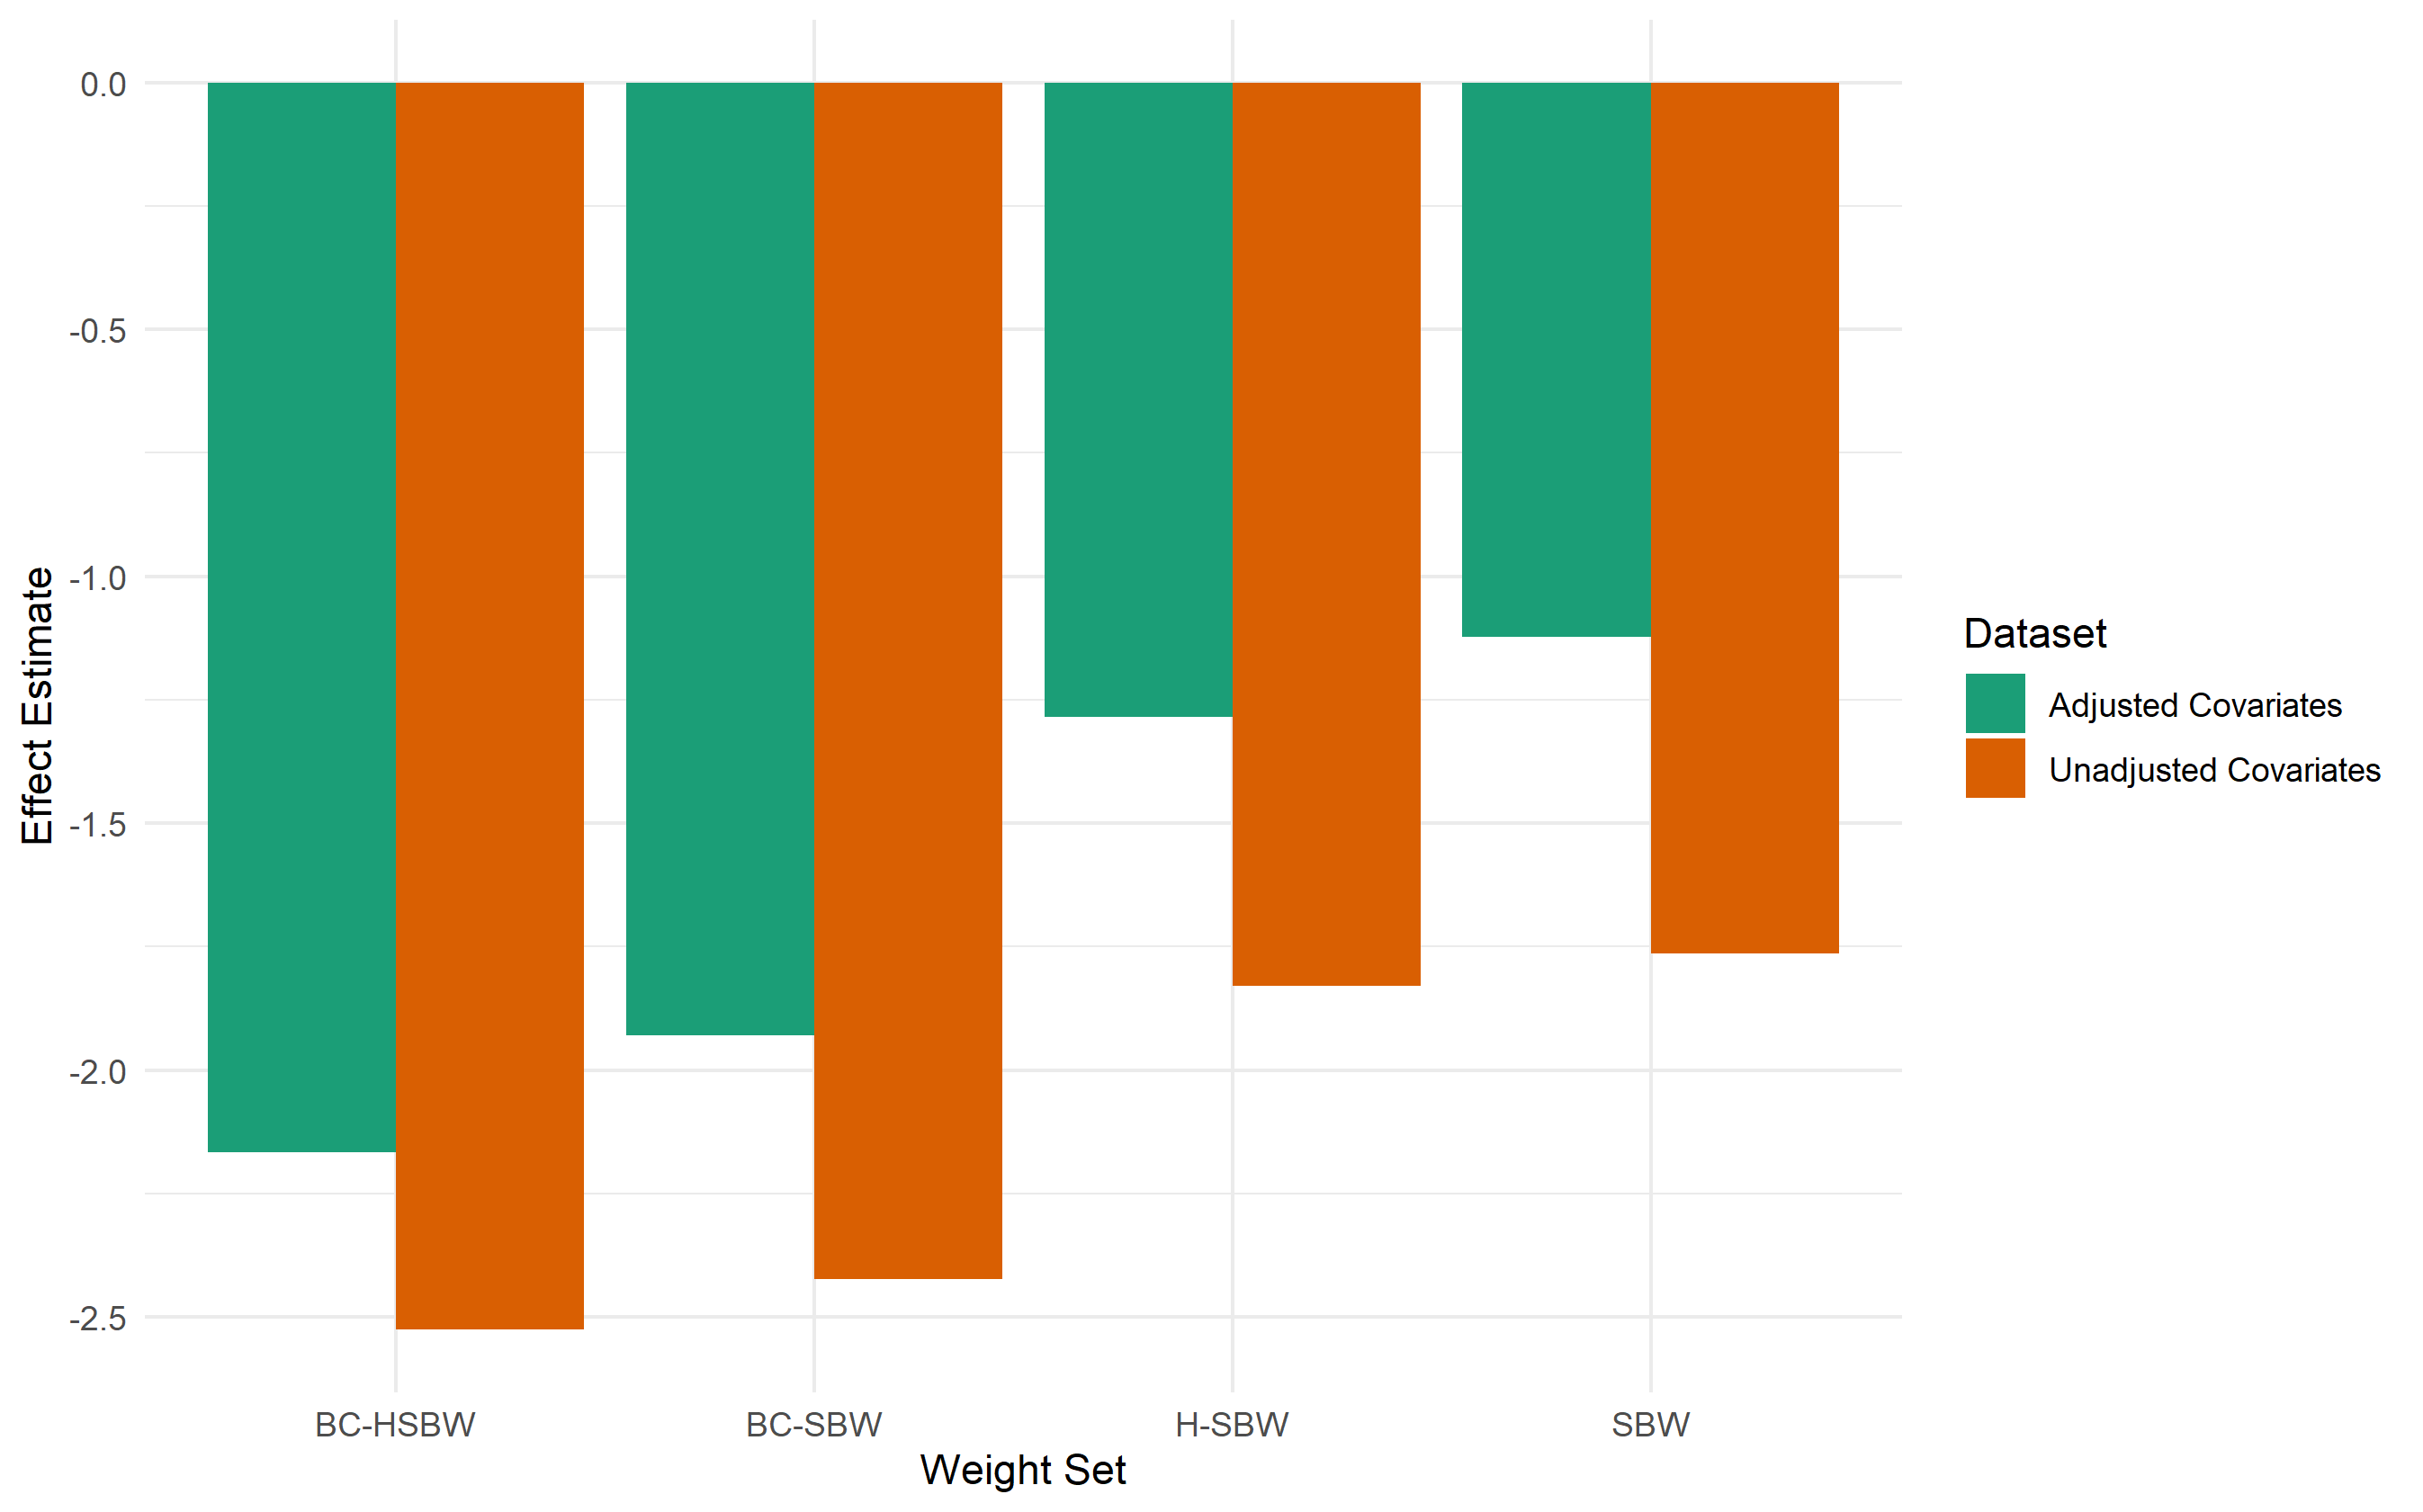 0.0
-0.5
-1.0
-1.5
-2.0
-2.5
Effect Estimate
BC-HSBW
BC-SBW
H-SBW
SBW
Weight Set
Dataset
Adjusted Covariates
Unadjusted Covariates